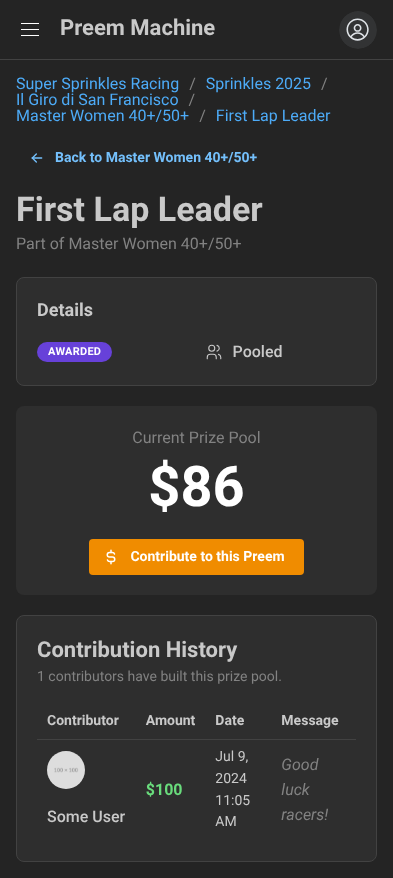 Preem Machine
Super Sprinkles Racing / Sprinkles 2025 /
Il Giro di San Francisco /
Master Women 40+/50+ / First Lap Leader
← Back to Master Women 40+/50+
First Lap Leader
Part of Master Women 40+/50+
Details
AWARDED
Pooled
Current Prize Pool
$86
$ Contribute to this Preem
Contribution History
1 contributors have built this prize pool.
Contributor Amount Date Message
100 × 100
Some User
$100
Jul 9,
2024
11:05
AM
Good
luck
racers!